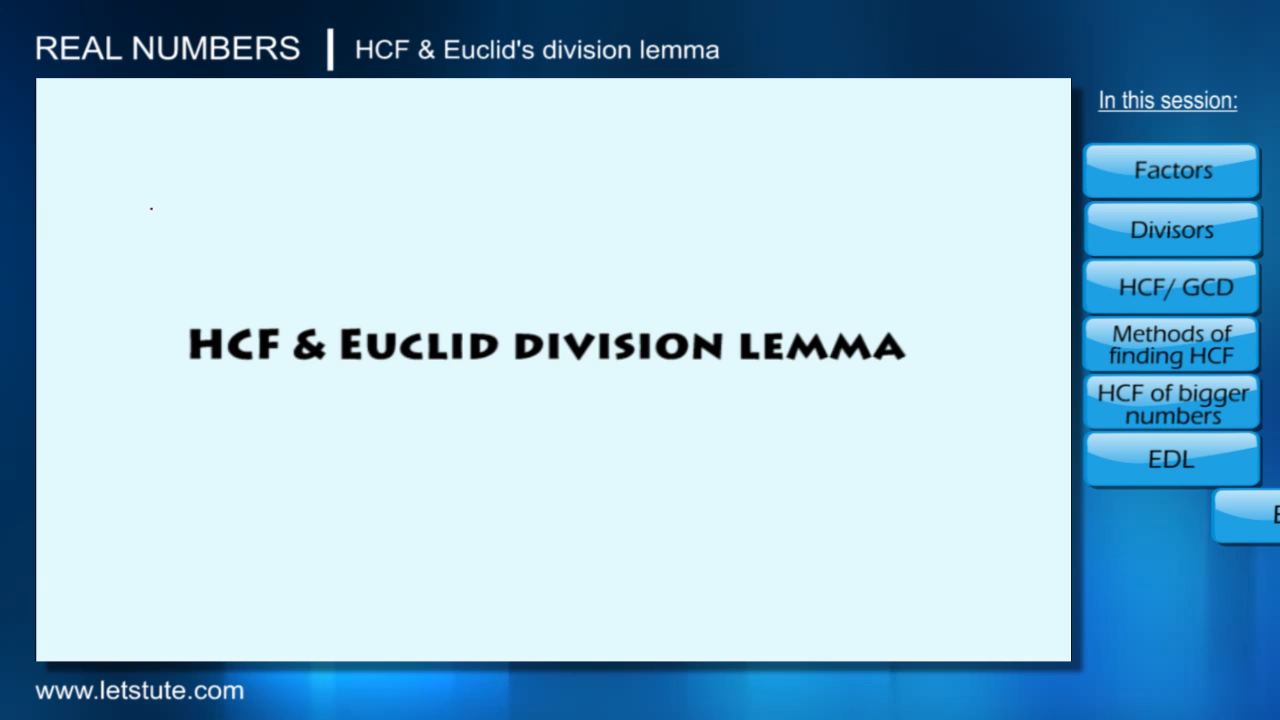 REAL NUMBERS | HCF & Euclid's division lemma
In this session:
Factors
Divisors
HCF/ GCD
Methods of
finding HCF
HCF of bigger
numbers
EDL
HCF & EUCLID DIVISION LEMMA
www.letstute.com